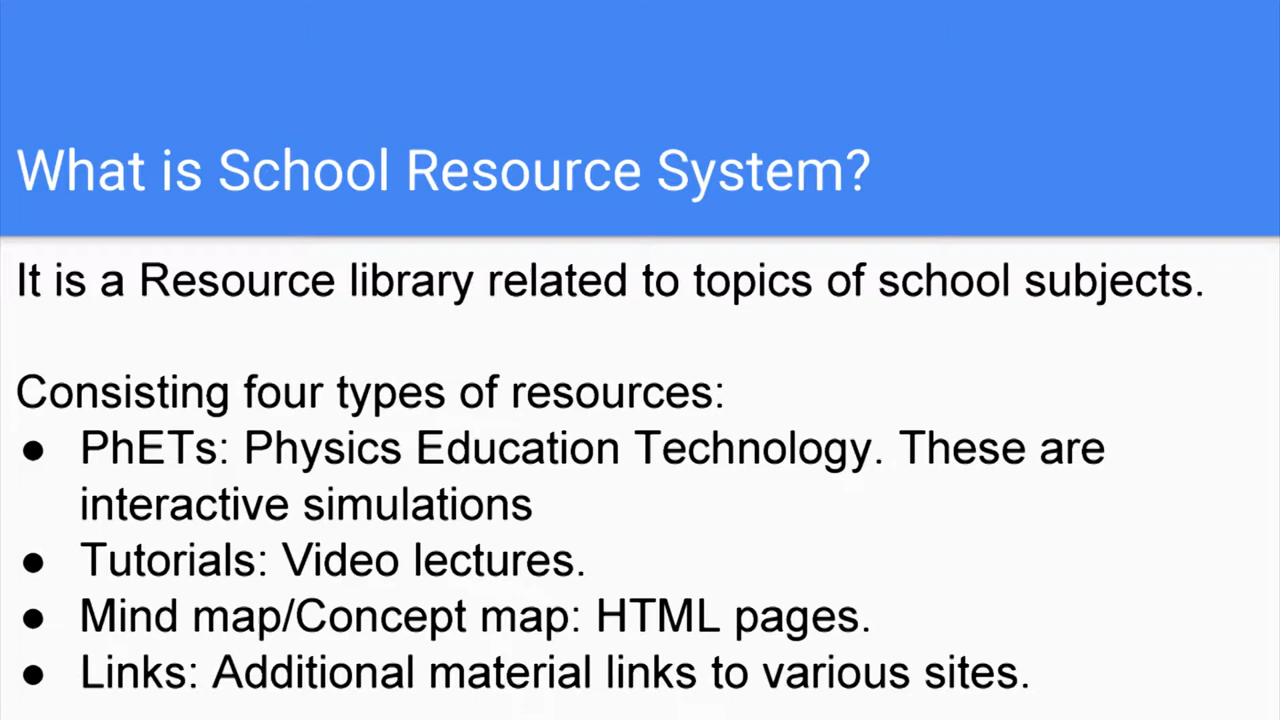 What is School Resource System?
It is a Resource library related to topics of school subjects.
Consisting four types of resources:
● PhETs: Physics Education Technology. These are
interactive simulations
● Tutorials: Video lectures.
● Mind map/Concept map: HTML pages.
● Links: Additional material links to various sites.